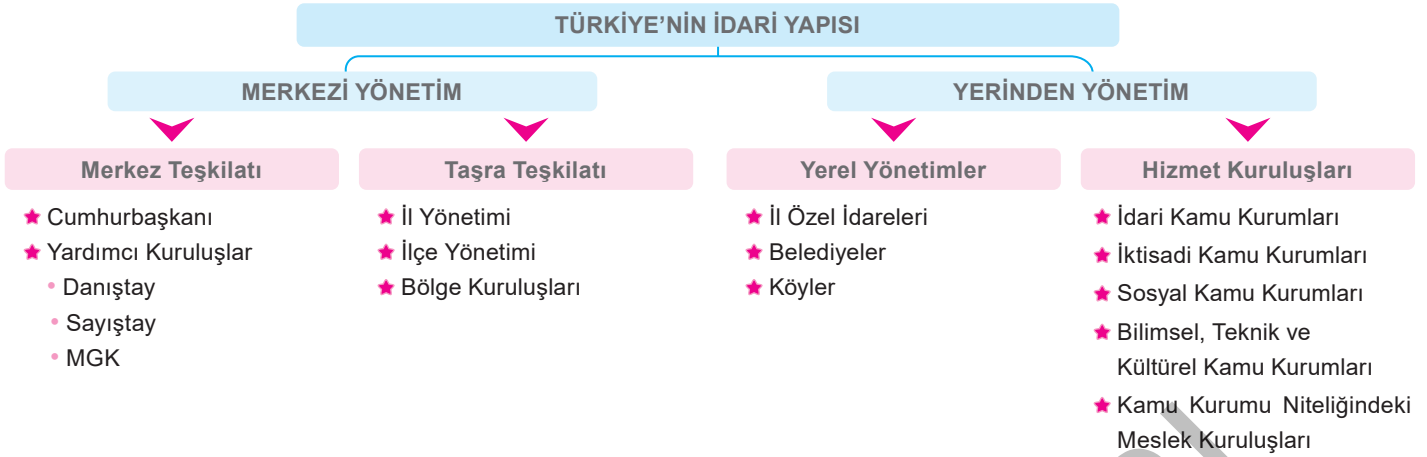 TÜRKİYE’NİN İDARİ YAPISI
MERKEZİ YÖNETİM
YERİNDEN YÖNETİM
Merkez Teşkilatı
Cumhurbaşkanı
Yardımcı Kuruluşlar
Danıştay
Sayıştay
MGK
Taşra Teşkilatı
İl Yönetimi
İlçe Yönetimi
Bölge Kuruluşları
Yerel Yönetimler
İl Özel İdareleri
Belediyeler
Köyler
Hizmet Kuruluşları
İdari Kamu Kurumları
İktisadi Kamu Kurumları
Sosyal Kamu Kurumları
Bilimsel, Teknik ve
Kültürel Kamu Kurumları
Kamu Kurumu Niteliğindeki
Meslek Kuruluşları